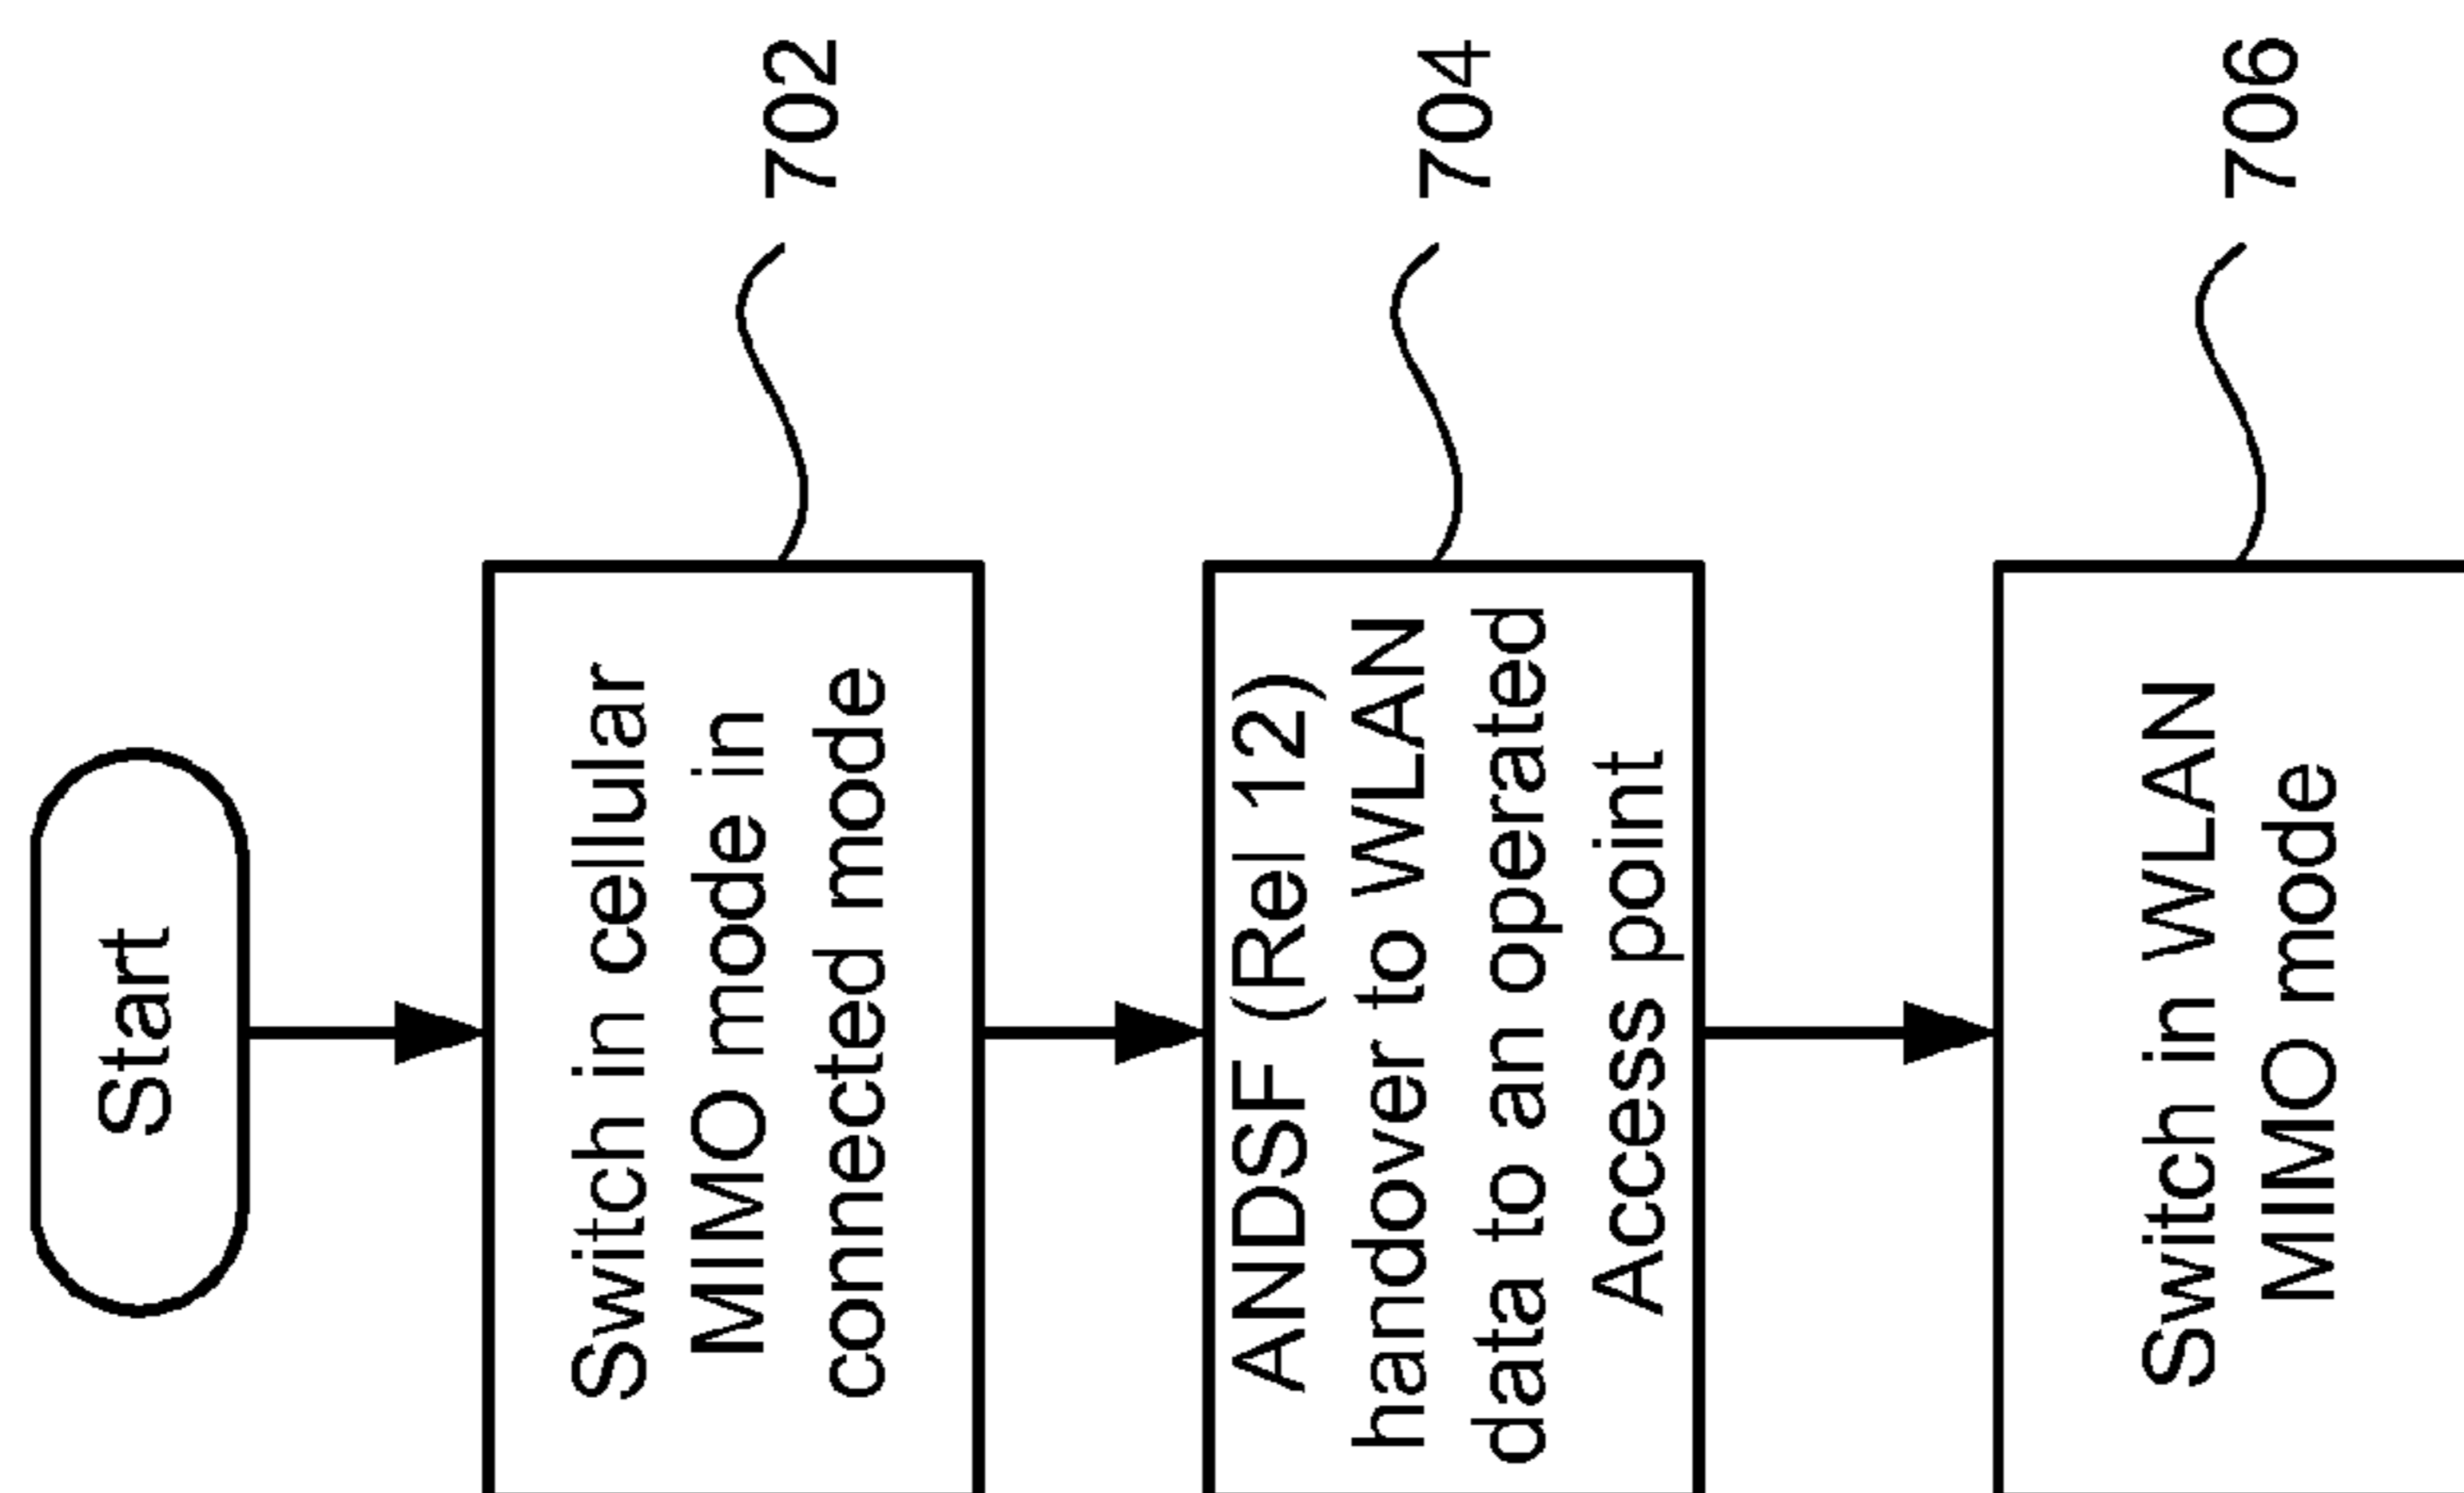 Start
Switch in cellular
MIMO mode in
connected mode
702
ANDSF (Rel 12)
handover to WLAN
data to an operated
Access point
704
Switch in WLAN
MIMO mode
706